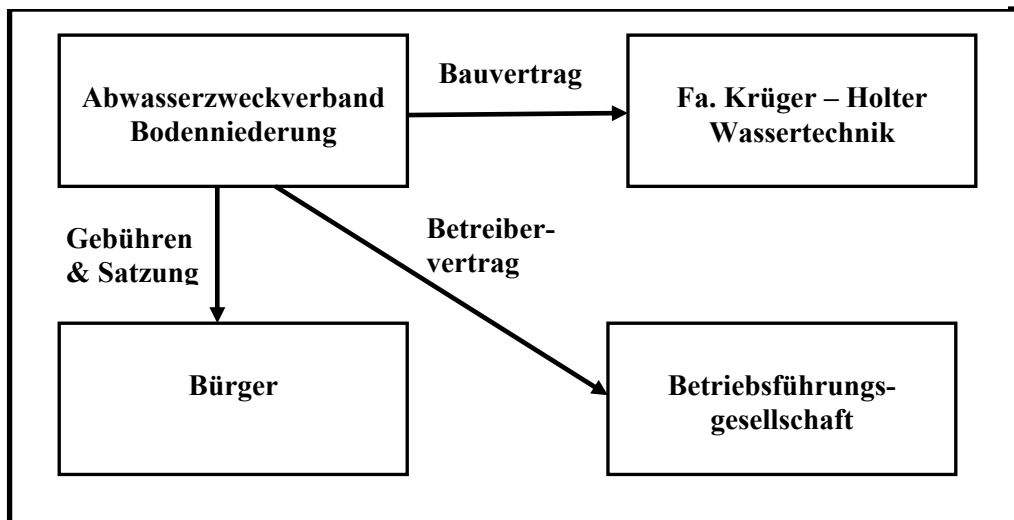 Abwasserzweckverband
Bodenniederung
Bauvertrag
Fa. Krüger – Holter
Wassertechnik
Gebühren
& Satzung
Betreiber-
vertrag
Bürger
Betriebsführungs-
gesellschaft